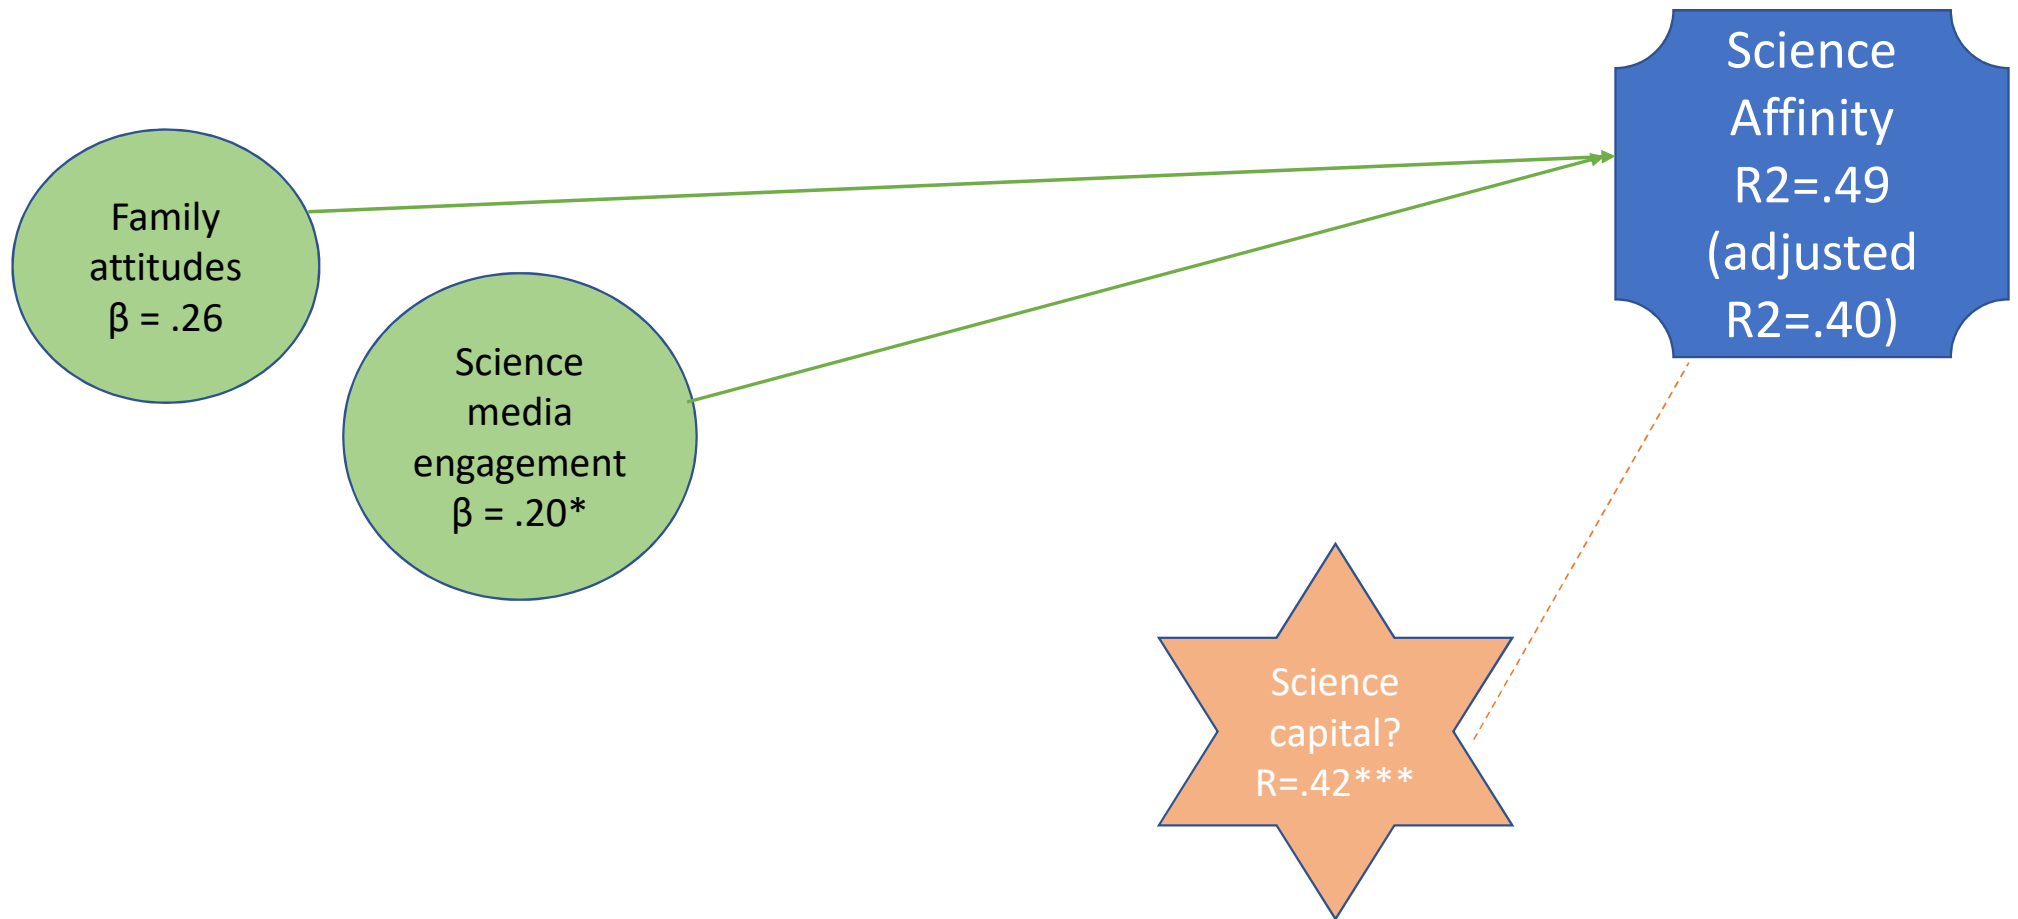 Family
attitudes
β = .26
Science
media
engagement
β = .20*
Science
Affinity
R2=.49
(adjusted
R2=.40)
Science
capital?
R=.42***